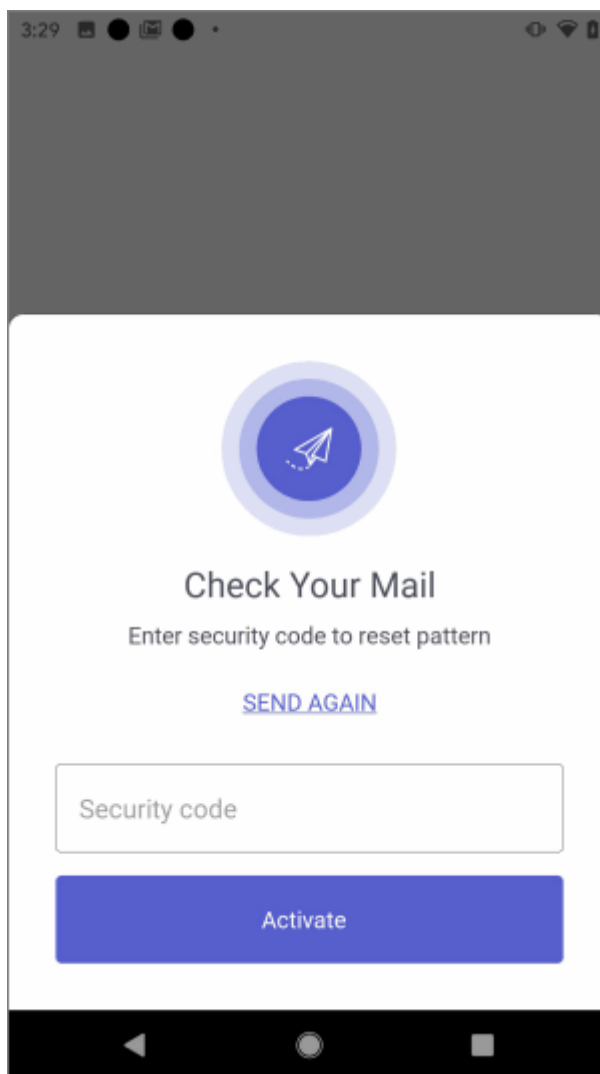 3:29
Check Your Mail
Enter security code to reset pattern
SEND AGAIN
Security code
Activate